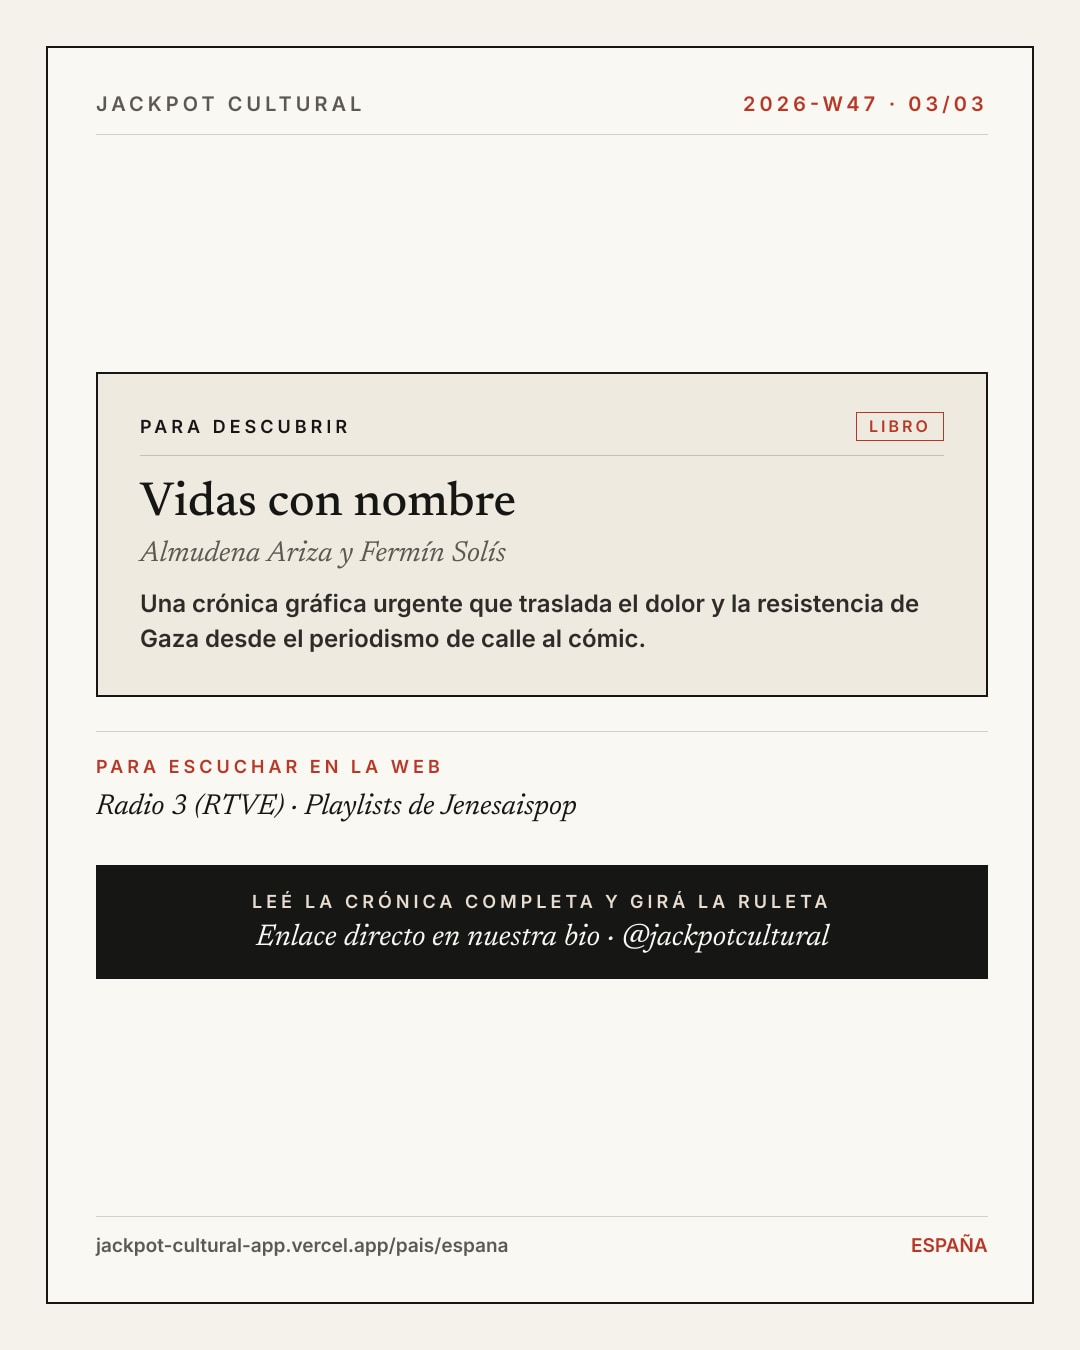 JACKPOT CULTURAL
2026-W47 · 03/03
PARA DESCUBRIR
LIBRO
Vidas con nombre
Almudena Ariza y Fermín Solís
Una crónica gráfica urgente que traslada el dolor y la resistencia de
Gaza desde el periodismo de calle al cómic.
PARA ESCUCHAR EN LA WEB
Radio 3 (RTVE) · Playlists de Jenesaispop
LEÉ LA CRÓNICA COMPLETA Y GIRÁ LA RULETA
Enlace directo en nuestra bio · @jackpotcultural
jackpot-cultural-app.vercel.app/pais/espana
ESPAÑA